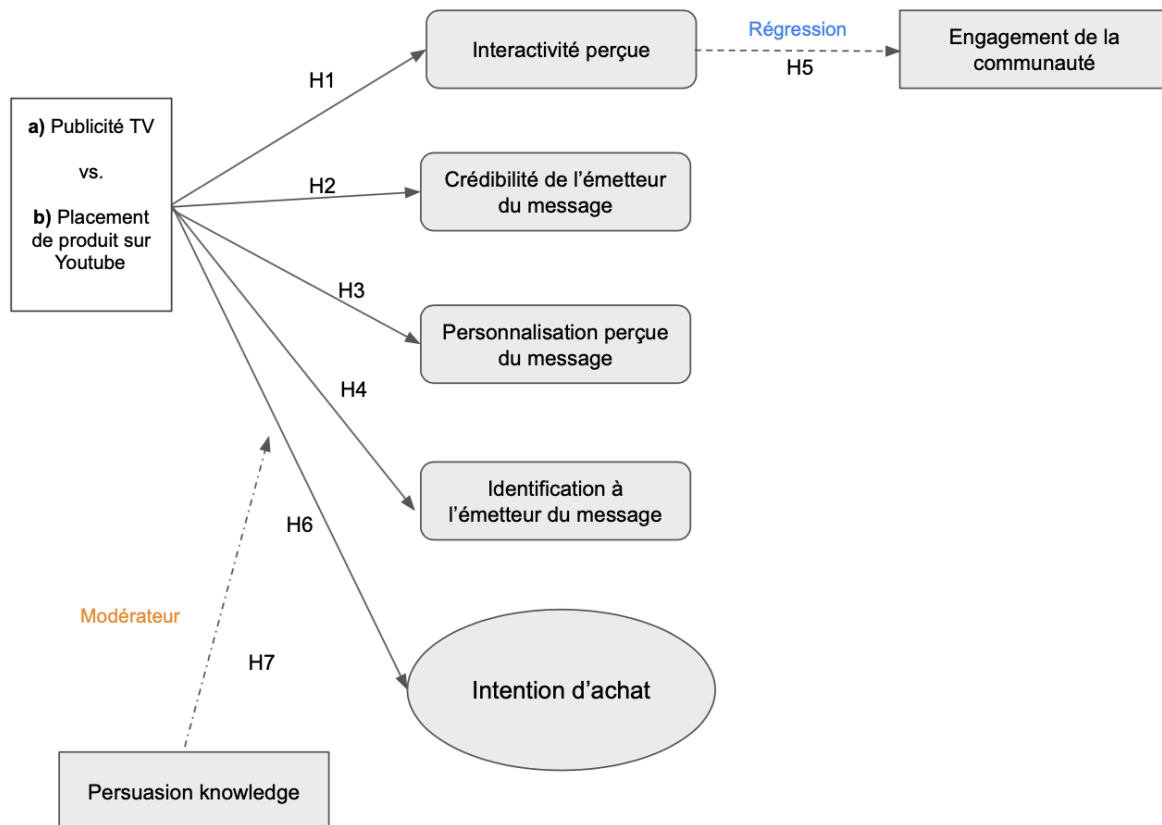 Interactivité perçue
Régression
H5
Engagement de la
communauté
H1
a) Publicité TV
vs.
b) Placement
de produit sur
Youtube
H2
Crédibilité de l'émetteur
du message
H3
Personnalisation perçue
du message
H4
Identification à
l'émetteur du message
H6
Modérateur
H7
Intention d'achat
Persuasion knowledge